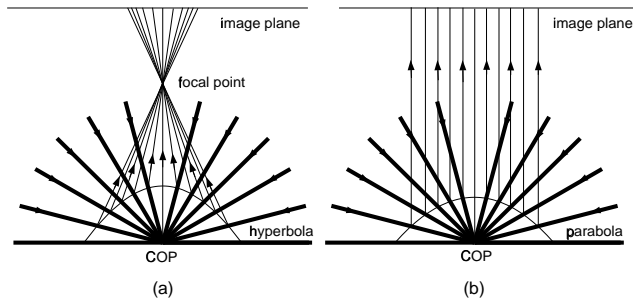 image plane
focal point
hyperbola
COP
(a)
image plane
parabola
COP
(b)